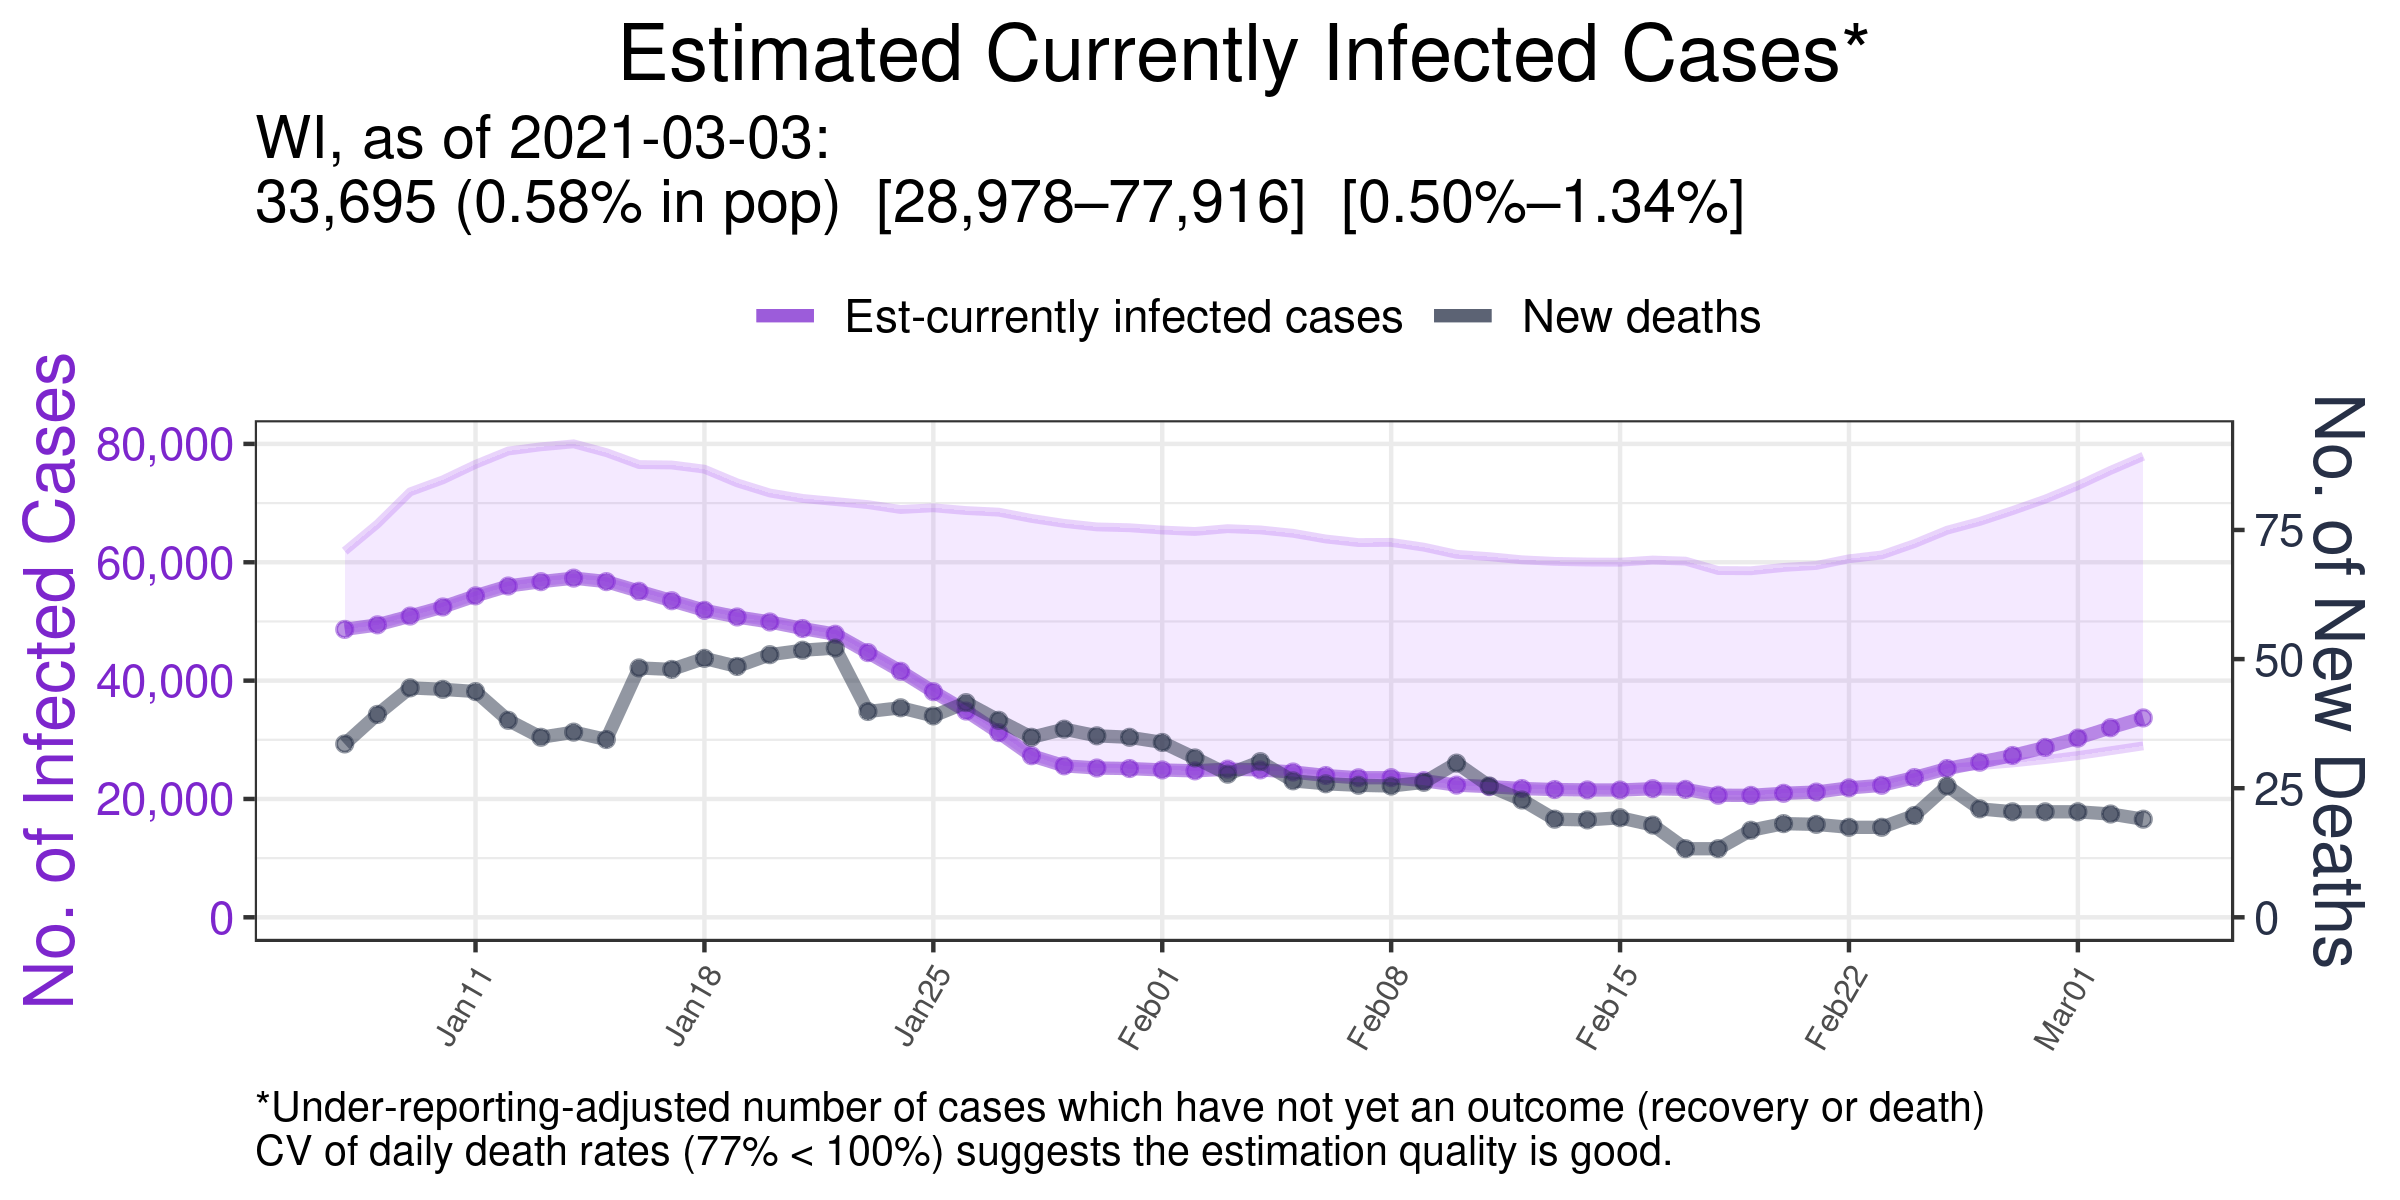 Estimated Currently Infected Cases*
WI, as of 2021-03-03:
33,695 (0.58% in pop)  [28,978–77,916]  [0.50%–1.34%]
Est-currently infected cases
New deaths
No. of Infected Cases
80,000
60,000
40,000
20,000
0
No. of New Deaths
75
50
25
0
Jan11
Jan18
Jan25
Feb01
Feb08
Feb15
Feb22
Mar01
*Under-reporting-adjusted number of cases which have not yet an outcome (recovery or death)
CV of daily death rates (77% < 100%) suggests the estimation quality is good.